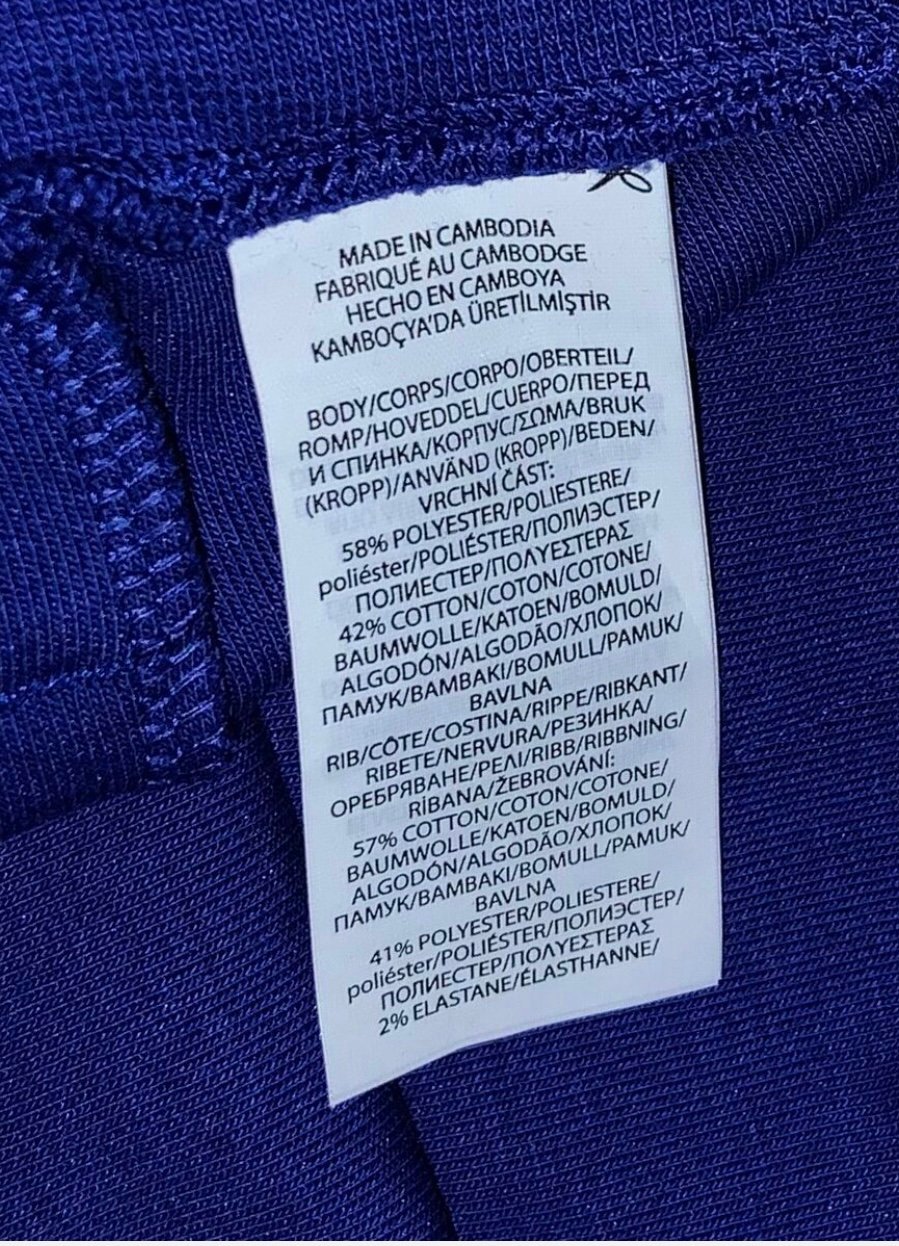 MADE IN CAMBODIA
FABRIQUÉ AU CAMBODGE
HECHO EN CAMBOYA
KAMBOÇYA'DA ÜRETİLMİŞTİR
BODY/CORPS/CORPO/OBERTEIL/
ROMP/HOVEDDEL/CUERPO/ПЕРЕД
И СПИНКА/КОРПУС/ΣΩΜΑ/BRUK
(KROPP)/ANVÄND (KROPP)/BEDEN/
VRCHNÍ ČÁST:
58% POLYESTER/POLIESTERE/
poliéster/POLIÉSTER/ПОЛИЭСТЕР/
ПОЛИЕСТЕР/ΠΟΛΥΕΣΤΕΡΑΣ
42% COTTON/COTON/COTONE/
BAUMWOLLE/KATOEN/BOMULD/
ALGODÓN/ALGODÃO/ХЛОПОК/
ПАМУК/ΒΑΜΒΑΚΙ/BOMULL/PAMUK/
BAVLNA
RIB/CÔTE/COSTINA/RIPPE/RIBKANT/
RIBETE/NERVURA/РЕЗИНКА/
ОРЕБРЯВАНЕ/ΡΕΛΙ/RIBB/RIBBNING/
RİBANA/ŽEBROVÁNÍ:
57% COTTON/COTON/COTONE/
BAUMWOLLE/KATOEN/BOMULD/
ALGODÓN/ALGODÃO/ХЛОПОК/
ПАМУК/ΒΑΜΒΑΚΙ/BOMULL/PAMUK/
BAVLNA
41% POLYESTER/POLIESTERE/
poliéster/POLIÉSTER/ПОЛИЭСТЕР/
ПОЛИЕСТЕР/ΠΟΛΥΕΣΤΕΡΑΣ
2% ELASTANE/ÉLASTHANNE/